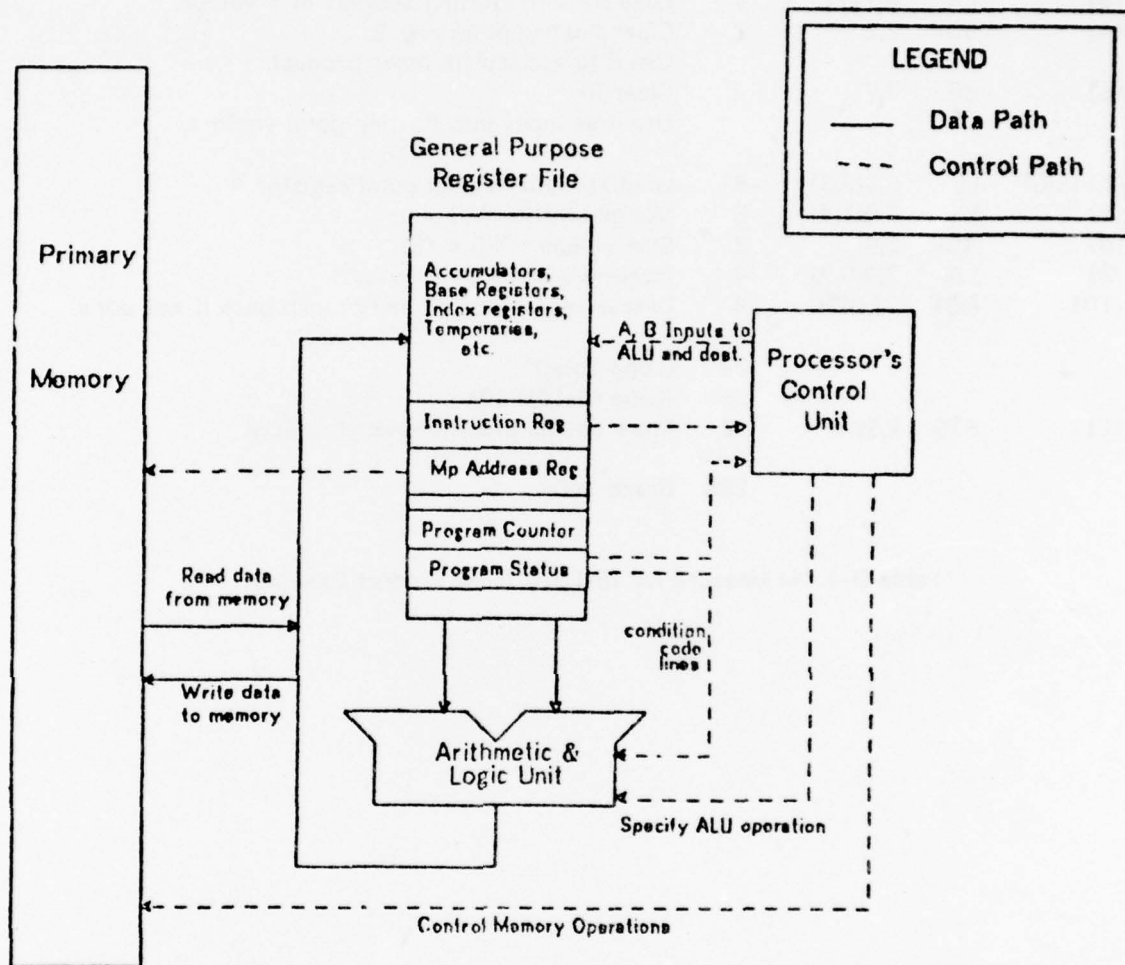 LEGEND
Data Path
Control Path
General Purpose
Register File
Primary
Memory
Accumulators,
Base Registers,
Index registers,
Temporaries,
etc.
A, B Inputs to
ALU and dest.
Processor's
Control
Unit
Instruction Reg
Mp Address Reg
Program Counter
Program Status
Read data
from memory
condition
code
lines
Write data
to memory
Arithmetic &
Logic Unit
Specify ALU operation
Control Memory Operations